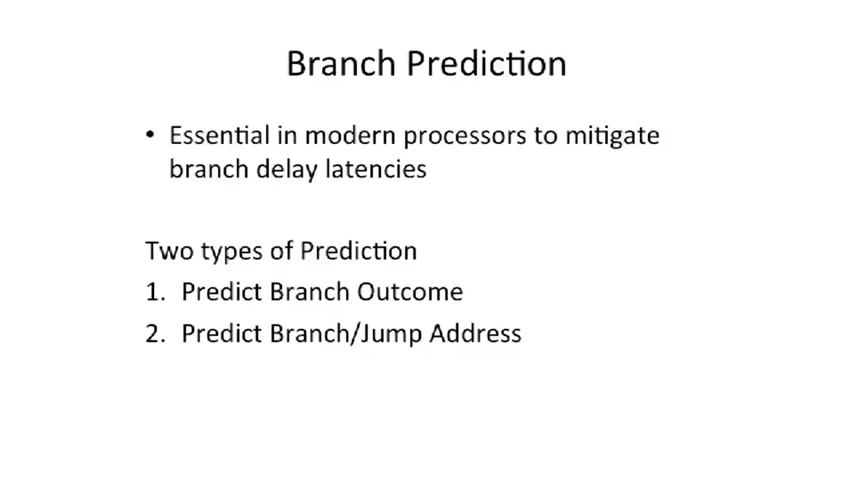 Branch Prediction
• Essential in modern processors to mitigate
branch delay latencies
Two types of Prediction
1. Predict Branch Outcome
2. Predict Branch/Jump Address